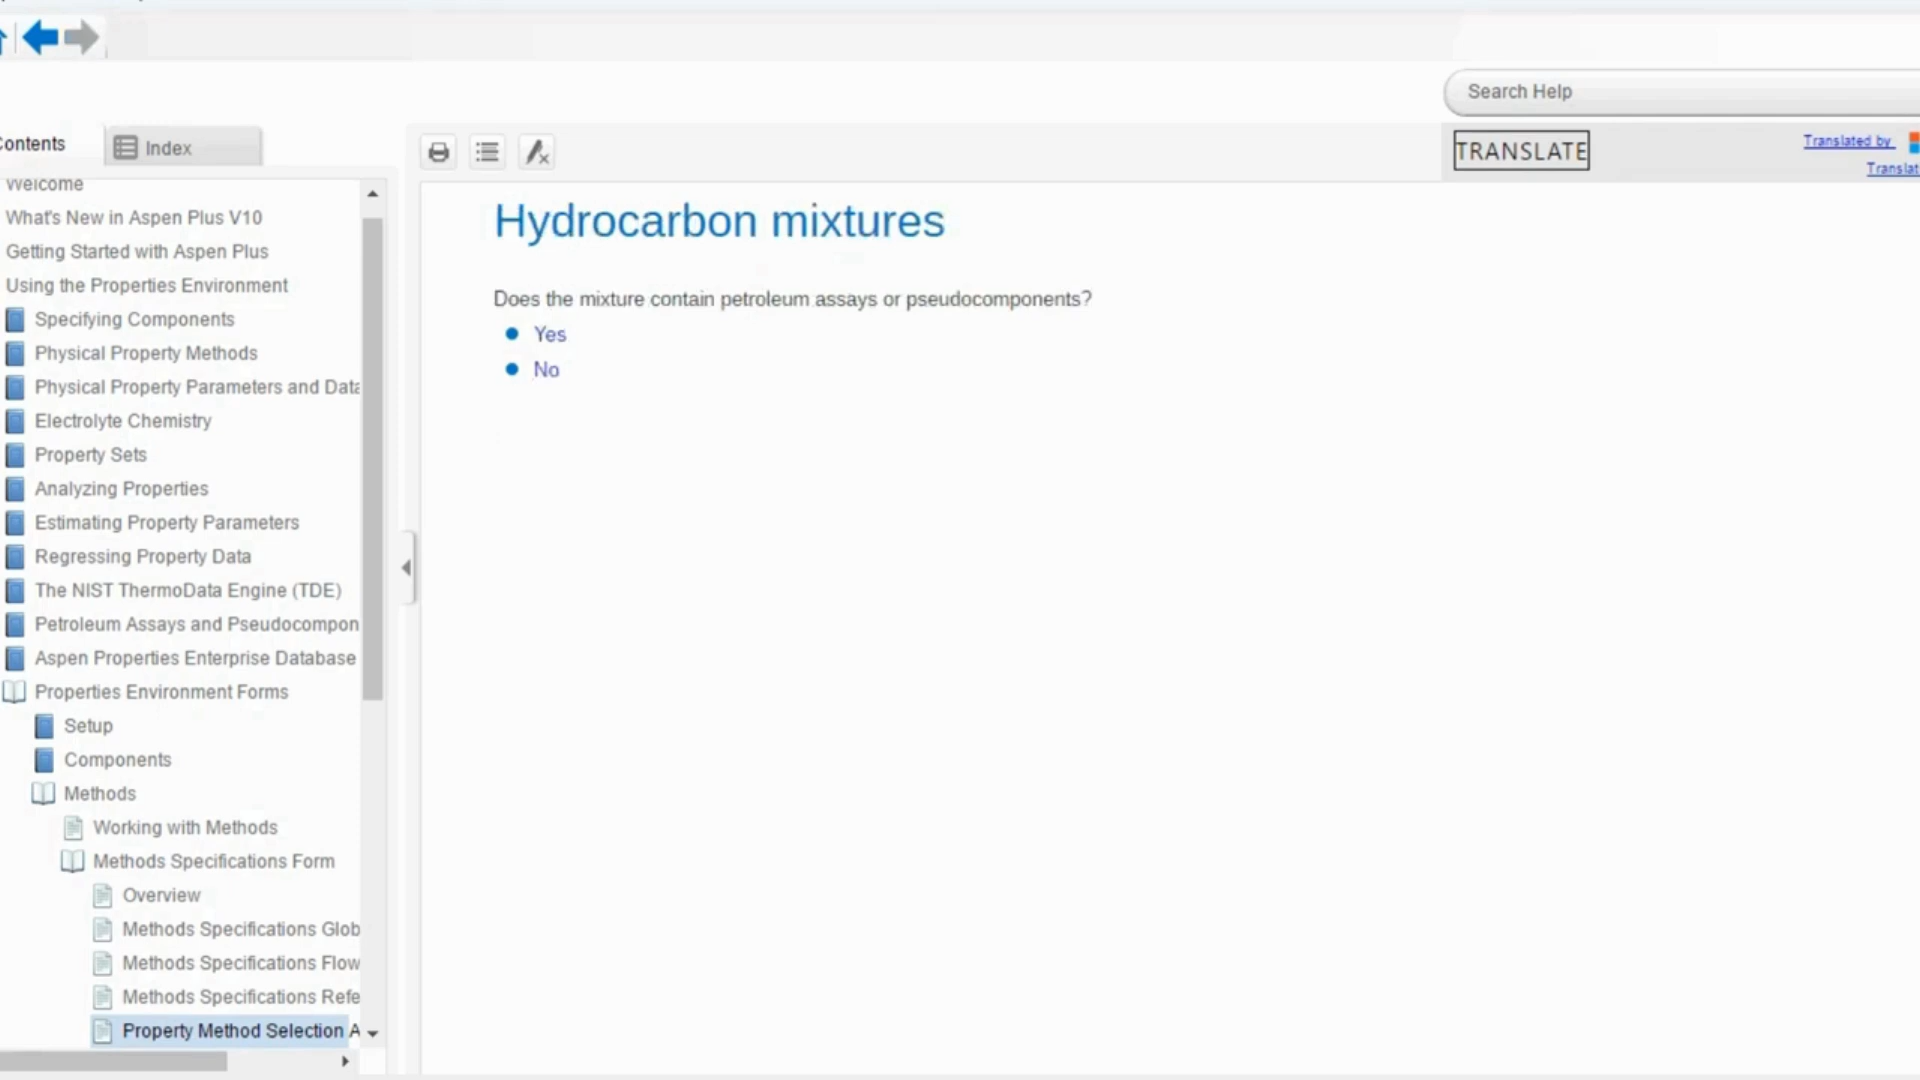 Search Help
Contents
Index
TRANSLATE
Translated by
Translat
Welcome
What's New in Aspen Plus V10
Getting Started with Aspen Plus
Using the Properties Environment
Specifying Components
Physical Property Methods
Physical Property Parameters and Data
Electrolyte Chemistry
Property Sets
Analyzing Properties
Estimating Property Parameters
Regressing Property Data
The NIST ThermoData Engine (TDE)
Petroleum Assays and Pseudocompon
Aspen Properties Enterprise Database
Properties Environment Forms
Setup
Components
Methods
Working with Methods
Methods Specifications Form
Overview
Methods Specifications Glob
Methods Specifications Flow
Methods Specifications Refe
Property Method Selection A
Hydrocarbon mixtures
Does the mixture contain petroleum assays or pseudocomponents?
Yes
No